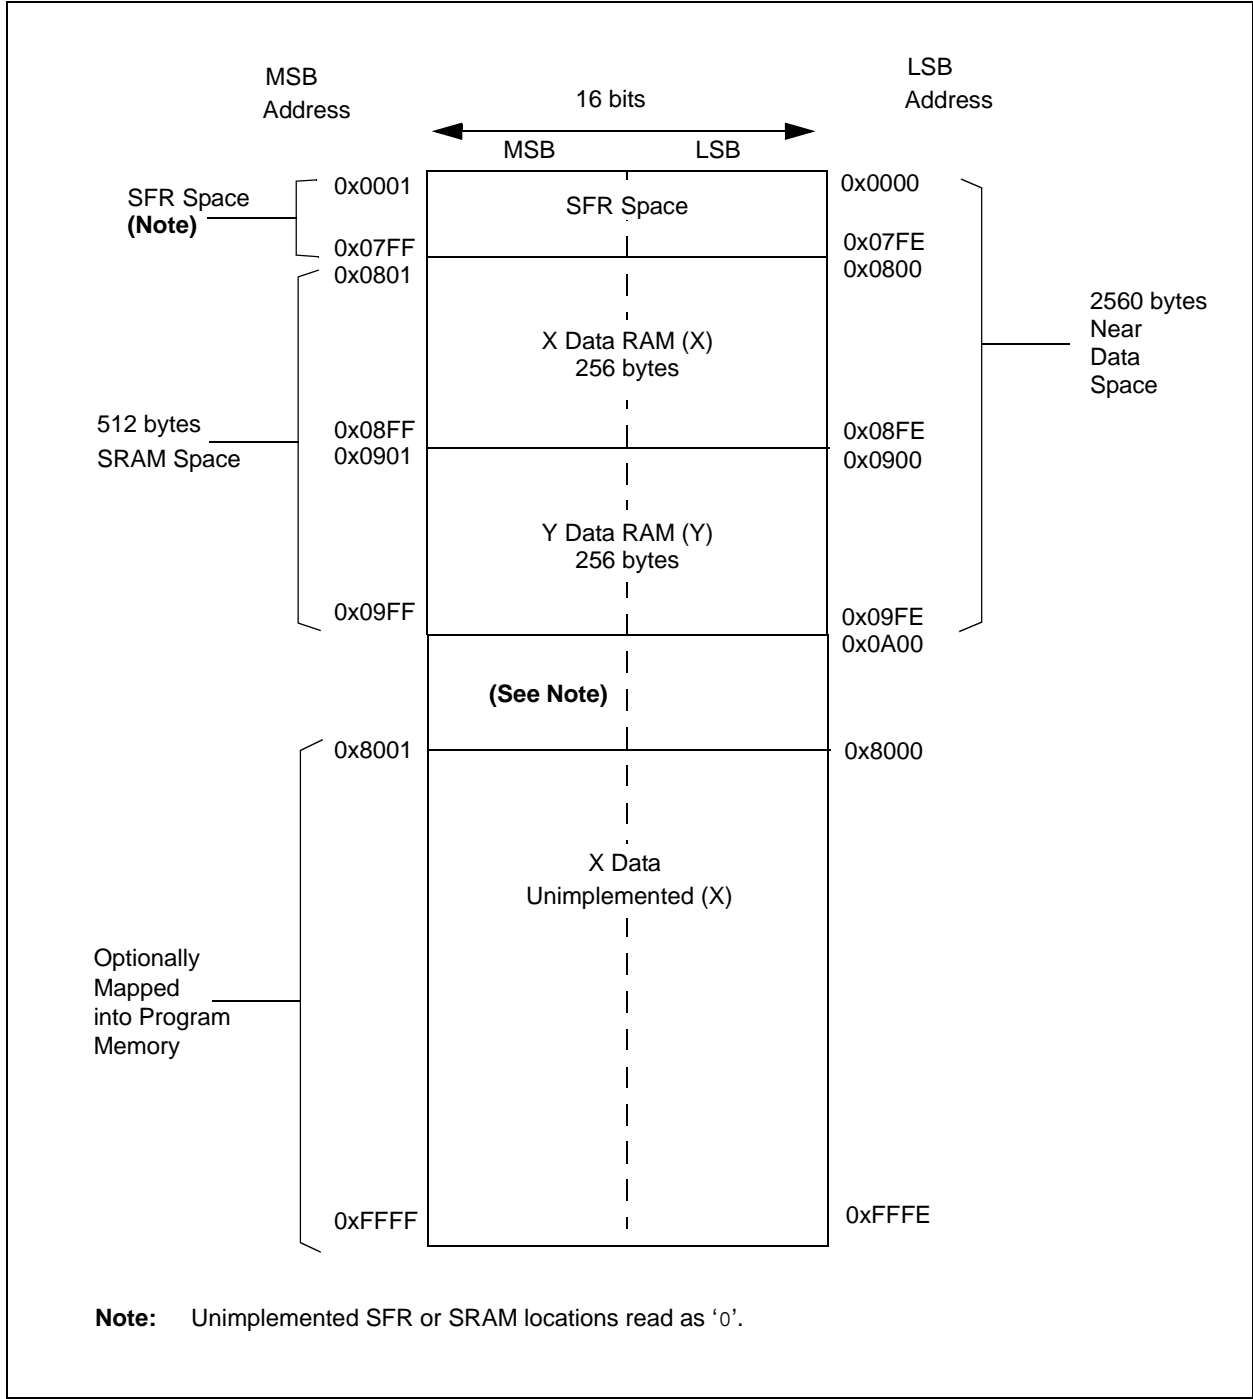 MSB
Address
LSB
Address
16 bits
MSB
LSB
SFR Space
(Note)
0x0001
SFR Space
0x0000
0x07FF
0x07FE
0x0801
0x0800
X Data RAM (X)
256 bytes
2560 bytes
Near
Data
Space
512 bytes
SRAM Space
0x08FF
0x08FE
0x0901
0x0900
Y Data RAM (Y)
256 bytes
0x09FF
0x09FE
0x0A00
(See Note)
0x8001
0x8000
X Data
Unimplemented (X)
Optionally
Mapped
into Program
Memory
0xFFFF
0xFFFE
Note: Unimplemented SFR or SRAM locations read as ‘0’.